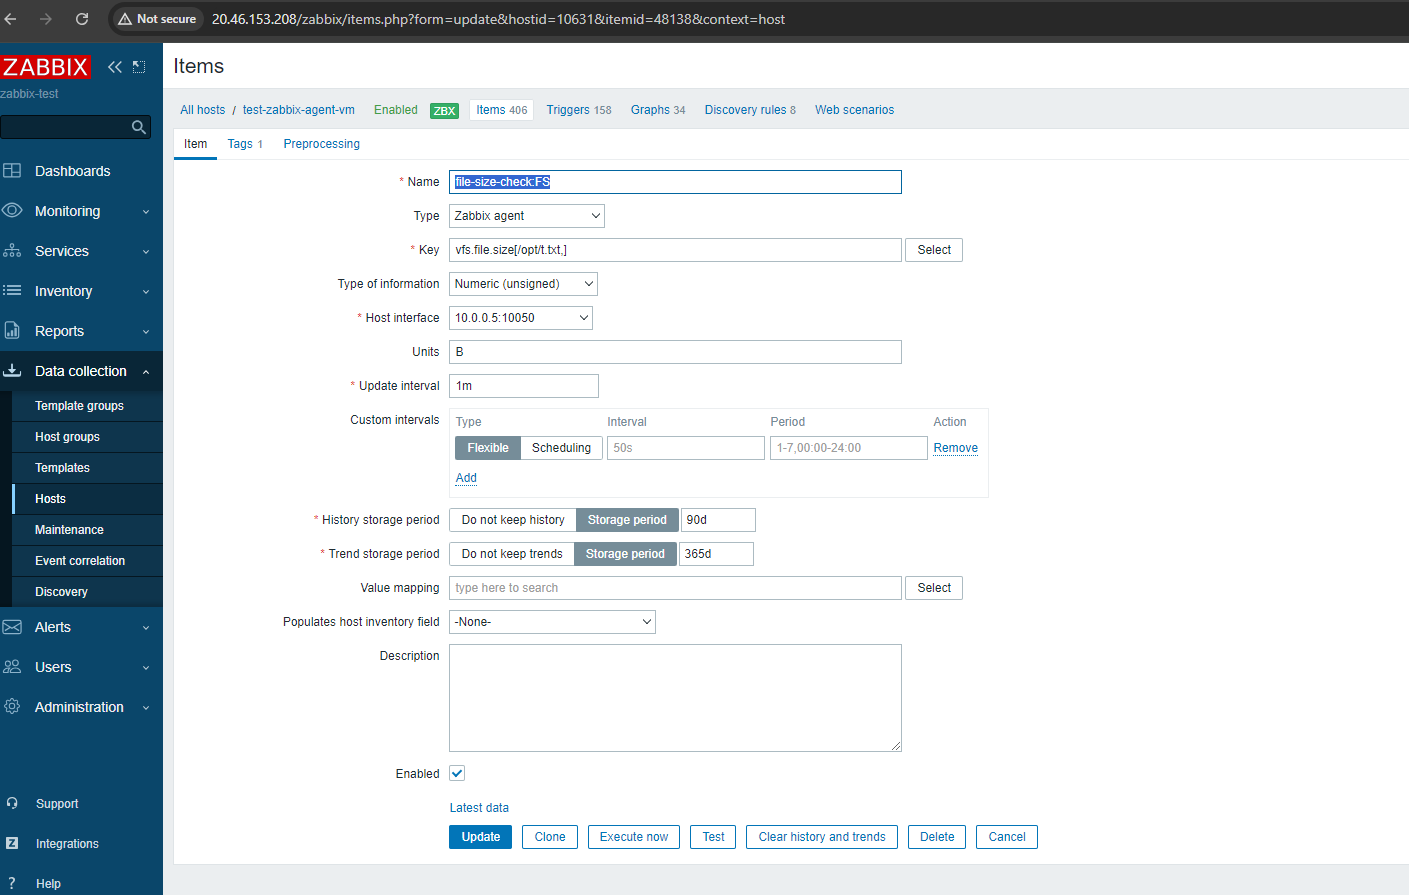 Not secure 20.46.153.208/zabbix/items.php?form=update&hostid=10631&itemid=48138&context=host
ZABBIX
zabbix-test
Dashboards
Monitoring
Services
Inventory
Reports
Data collection
Template groups
Host groups
Templates
Hosts
Maintenance
Event correlation
Discovery
Alerts
Users
Administration
Support
Z Integrations
? Help
Items
All hosts / test-zabbix-agent-vm Enabled ZBX Items 406 Triggers 158 Graphs 34 Discovery rules 8 Web scenarios
Item Tags 1 Preprocessing
* Name file-size-check:FS
Type Zabbix agent
* Key vfs.file.size[/opt/t.txt,] Select
Type of information Numeric (unsigned)
* Host interface 10.0.0.5:10050
Units B
* Update interval 1m
Custom intervals Type Interval Period Action
Flexible Scheduling 50s 1-7,00:00-24:00 Remove
Add
* History storage period Do not keep history Storage period 90d
* Trend storage period Do not keep trends Storage period 365d
Value mapping type here to search Select
Populates host inventory field -None-
Description
Enabled
Latest data
Update Clone Execute now Test Clear history and trends Delete Cancel